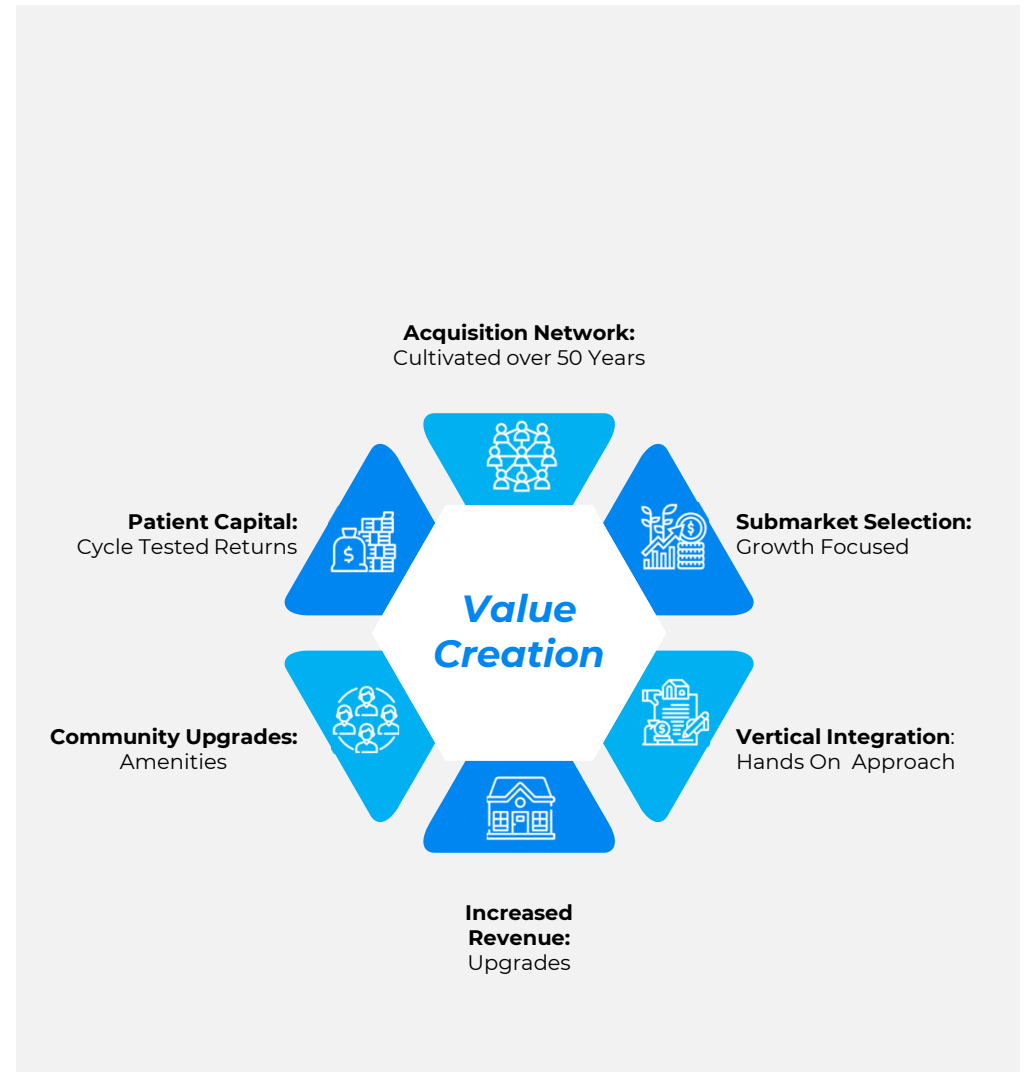 Acquisition Network:
Cultivated over 50 Years
Patient Capital:
Cycle Tested Returns
Submarket Selection:
Growth Focused
Value
Creation
Community Upgrades:
Amenities
Vertical Integration:
Hands On  Approach
Increased
Revenue:
Upgrades